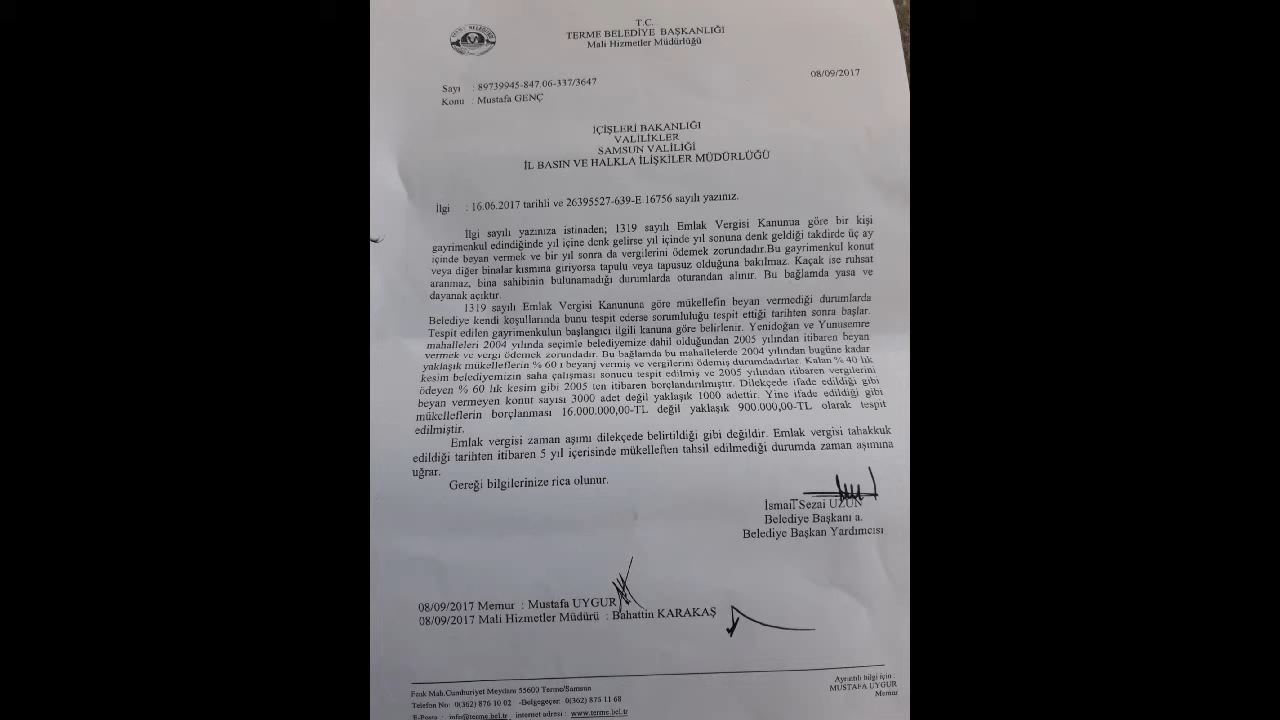 T.C.
TERME BELEDİYE BAŞKANLIĞI
Mali Hizmetler Müdürlüğü
08/09/2017
Sayı : 89739945-847.06-337/3647
Konu : Mustafa GENÇ
İÇİŞLERİ BAKANLIĞI
VALİLİKLER
SAMSUN VALİLİĞİ
İL BASIN VE HALKLA İLİŞKİLER MÜDÜRLÜĞÜ
İlgi : 16.06.2017 tarihli ve 26395527-639-E 16756 sayılı yazınız.
İlgi sayılı yazınıza istinaden; 1319 sayılı Emlak Vergisi Kanunua göre bir kişi
gayrimenkul edindiğinde yıl içine denk gelirse yıl içinde yıl sonuna denk geldiği takdirde üç ay
içinde beyan vermek ve bir yıl sonra da vergilerini ödemek zorundadır.Bu gayrimenkul konut
veya diğer binalar kısmına giriyorsa tapulu veya tapusuz olduğuna bakılmaz. Kaçak ise ruhsat
aranmaz, bina sahibinin bulunamadığı durumlarda oturandan alınır. Bu bağlamda yasa ve
dayanak açıktır.
1319 sayılı Emlak Vergisi Kanununa göre mükellefin beyan vermediği durumlarda
Belediye kendi koşullarında bunu tespit ederse sorumluluğu tespit ettiği tarihten sonra başlar.
Tespit edilen gayrimenkulun başlangıcı ilgili kanuna göre belirlenir. Yenidoğan ve Yunusemre
mahalleleri 2004 yılında seçimle belediyemize dahil olduğundan 2005 yılından itibaren beyan
vermek ve vergi ödemek zorundadır. Bu bağlamda bu mahallelerde 2004 yılından bugüne kadar
yaklaşık mükelleflerin % 60 ı beyanı vermiş ve vergilerini ödemiş durumdadırlar. Kalan % 40 lık
kesim belediyemizin saha çalışması sonucu tespit edilmiş ve 2005 yılından itibaren vergilerini
ödeyen % 60 lık kesim gibi 2005 ten itibaren borçlandırılmıştır. Dilekçede ifade edildiği gibi
beyan vermeyen konut sayısı 3000 adet değil yaklaşık 1000 adettir. Yine ifade edildiği gibi
mükelleflerin borçlanması 16.000.000,00-TL değil yaklaşık 900.000,00-TL olarak tespit
edilmiştir.
Emlak vergisi zaman aşımı dilekçede belirtildiği gibi değildir. Emlak vergisi tahakkuk
edildiği tarihten itibaren 5 yıl içerisinde mükelleften tahsil edilmediği durumda zaman aşımına
uğrar.
Gereği bilgilerinize rica olunur.
İsmail Sezai UZUN
Belediye Başkanı a.
Belediye Başkan Yardımcısı
08/09/2017 Memur : Mustafa UYGUR
08/09/2017 Mali Hizmetler Müdürü : Bahattin KARAKAŞ
Fenk Mah.Cumhuriyet Meydanı 55600 Terme/Samsun
Telefon No: 0(362) 876 10 02 -Belgegeçer: 0(362) 876 11 68
E-Posta : info@terme.bel.tr internet adresi : www.terme.bel.tr
Ayrıntılı bilgi için :
MUSTAFA UYGUR
Memur